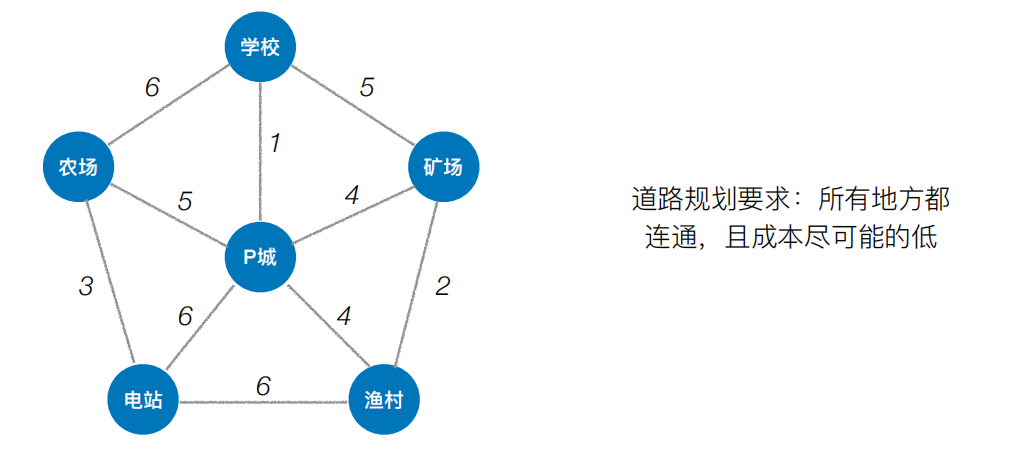 学校
6
5
1
农场
矿场
5
4
P城
3
2
6
4
电站
6
渔村
道路规划要求：所有地方都
连通，且成本尽可能的低